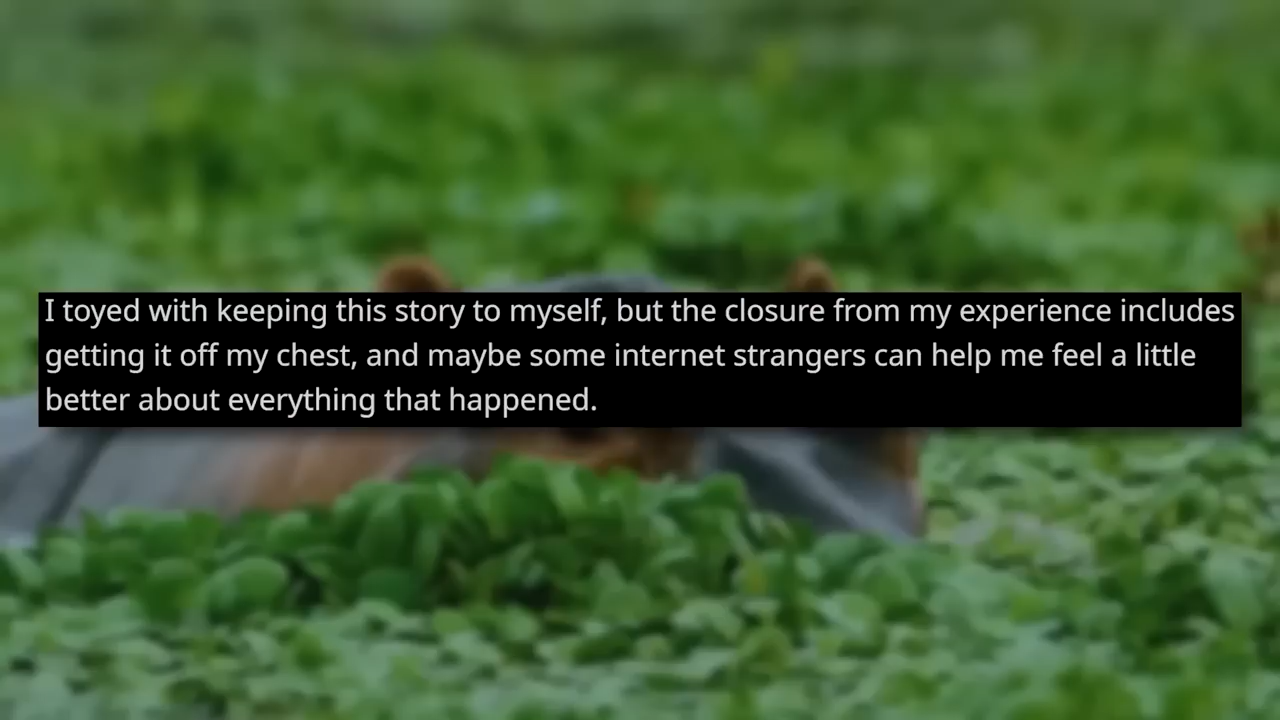 I toyed with keeping this story to myself, but the closure from my experience includes
getting it off my chest, and maybe some internet strangers can help me feel a little
better about everything that happened.